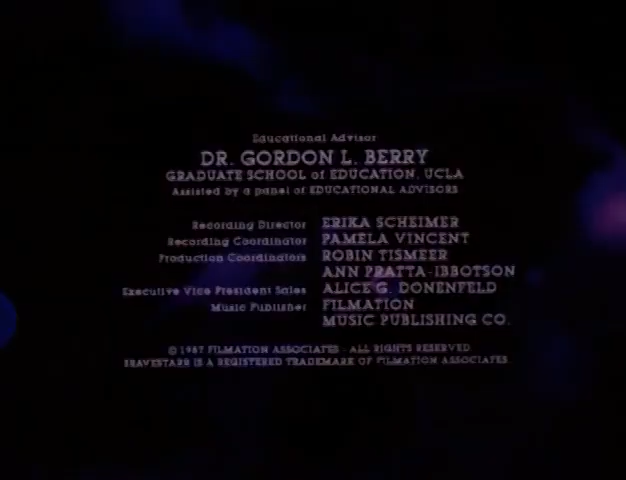 Educational Advisor
DR. GORDON L. BERRY
GRADUATE SCHOOL of EDUCATION, UCLA
Assisted by a panel of EDUCATIONAL ADVISORS
Recording Director ERIKA SCHEIMER
Recording Coordinator PAMELA VINCENT
Production Coordinators ROBIN TISMEER
ANN PRATTA-IBBOTSON
Executive Vice President Sales ALICE G. DONENFELD
Music Publisher FILMATION
MUSIC PUBLISHING CO.
© 1987 FILMATION ASSOCIATES - ALL RIGHTS RESERVED
BRAVESTARR IS A REGISTERED TRADEMARK OF FILMATION ASSOCIATES.